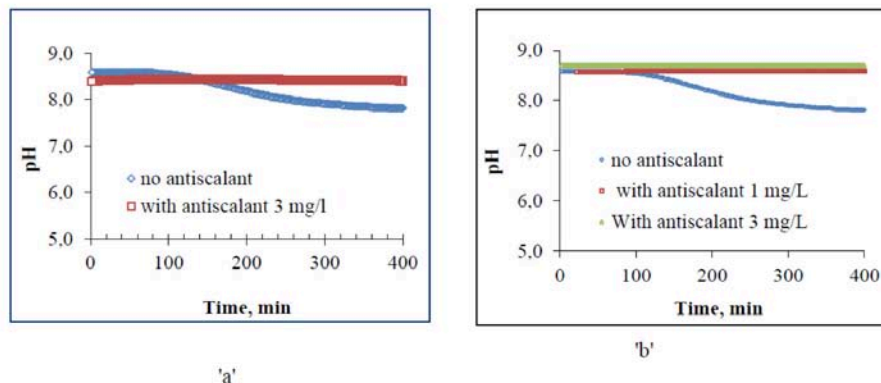 9.0
8.0
7.0
6.0
5.0
pH
no antiscalant
with antiscalant 3 mg/l
0
100
200
300
400
Time, min
'a'
9,0
8,0
7,0
6,0
5,0
pH
no antiscalant
with antiscalant 1 mg/L
With antiscalant 3 mg/L
0
100
200
300
400
Time, min
'b'